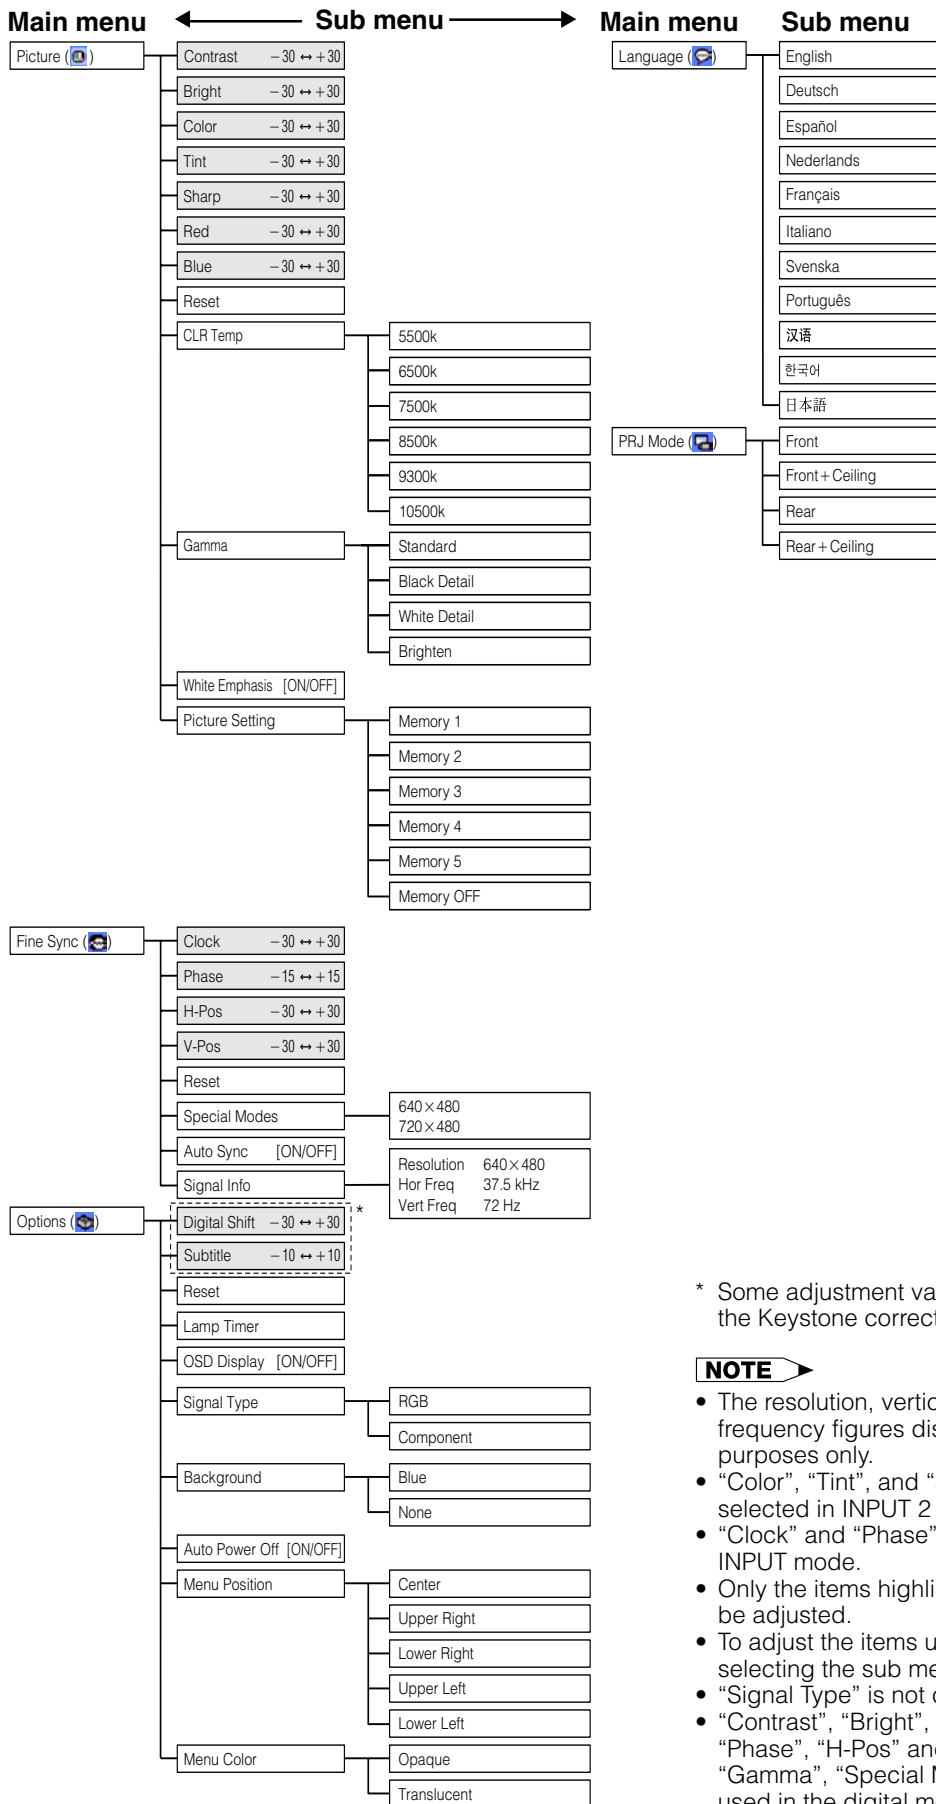 Main menu
Sub menu
Picture ( )
Contrast −30 ↔ +30
Bright −30 ↔ +30
Color −30 ↔ +30
Tint −30 ↔ +30
Sharp −30 ↔ +30
Red −30 ↔ +30
Blue −30 ↔ +30
Reset
CLR Temp
5500k
6500k
7500k
8500k
9300k
10500k
Gamma
Standard
Black Detail
White Detail
Brighten
White Emphasis [ON/OFF]
Picture Setting
Memory 1
Memory 2
Memory 3
Memory 4
Memory 5
Memory OFF
Fine Sync ( )
Clock −30 ↔ +30
Phase −15 ↔ +15
H-Pos −30 ↔ +30
V-Pos −30 ↔ +30
Reset
Special Modes
640×480
720×480
Auto Sync [ON/OFF]
Signal Info
Resolution 640×480
Hor Freq 37.5 kHz
Vert Freq 72 Hz
Options ( )
Digital Shift −30 ↔ +30 *
Subtitle −10 ↔ +10
Reset
Lamp Timer
OSD Display [ON/OFF]
Signal Type
RGB
Component
Background
Blue
None
Auto Power Off [ON/OFF]
Menu Position
Center
Upper Right
Lower Right
Upper Left
Lower Left
Menu Color
Opaque
Translucent
Main menu
Sub menu
Language ( )
English
Deutsch
Español
Nederlands
Français
Italiano
Svenska
Português
汉语
한국어
日本語
PRJ Mode ( )
Front
Front+Ceiling
Rear
Rear+Ceiling
* Some adjustment va
the Keystone correct
NOTE
• The resolution, vertic
frequency figures dis
purposes only.
• “Color”, “Tint”, and “
selected in INPUT 2
• “Clock” and “Phase”
INPUT mode.
• Only the items highli
be adjusted.
• To adjust the items u
selecting the sub me
• “Signal Type” is not
• “Contrast”, “Bright”,
“Phase”, “H-Pos” an
“Gamma”, “Special
used in the digital m